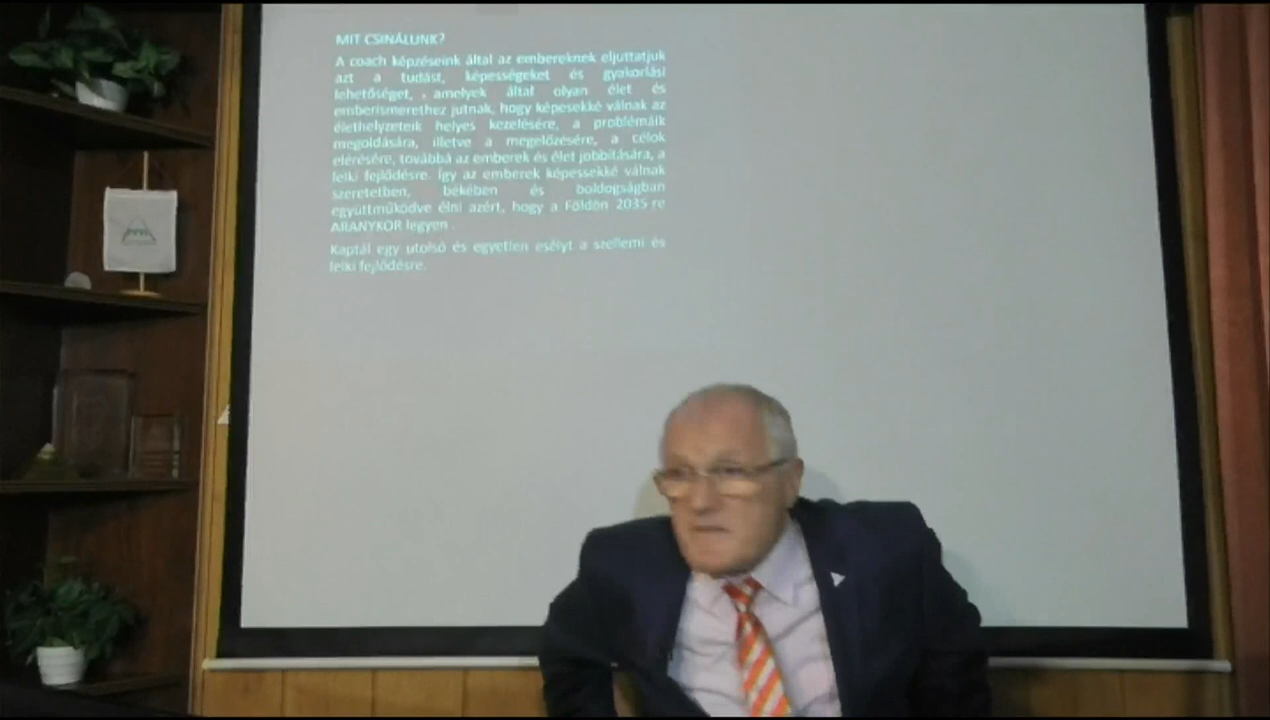 MIT CSINÁLUNK?
A coach képzéseink által az embereknek eljuttatjuk
azt a tudást, képességeket és gyakorlási
lehetőséget, , amelyek által olyan élet és
emberismerethez jutnak, hogy képesekké válnak az
élethelyzeteik helyes kezelésére, a problémáik
megoldására, illetve a megelőzésére, a célok
elérésére, továbbá az emberek és élet jobbítására, a
lelki fejlődésre. Így az emberek képessekké válnak
szeretetben, békében és boldogságban
együttműködve élni azért, hogy a Földön 2035-re
ARANYKOR legyen .
Kaptál egy utolsó és egyetlen esélyt a szellemi és
lelki fejlődésre.